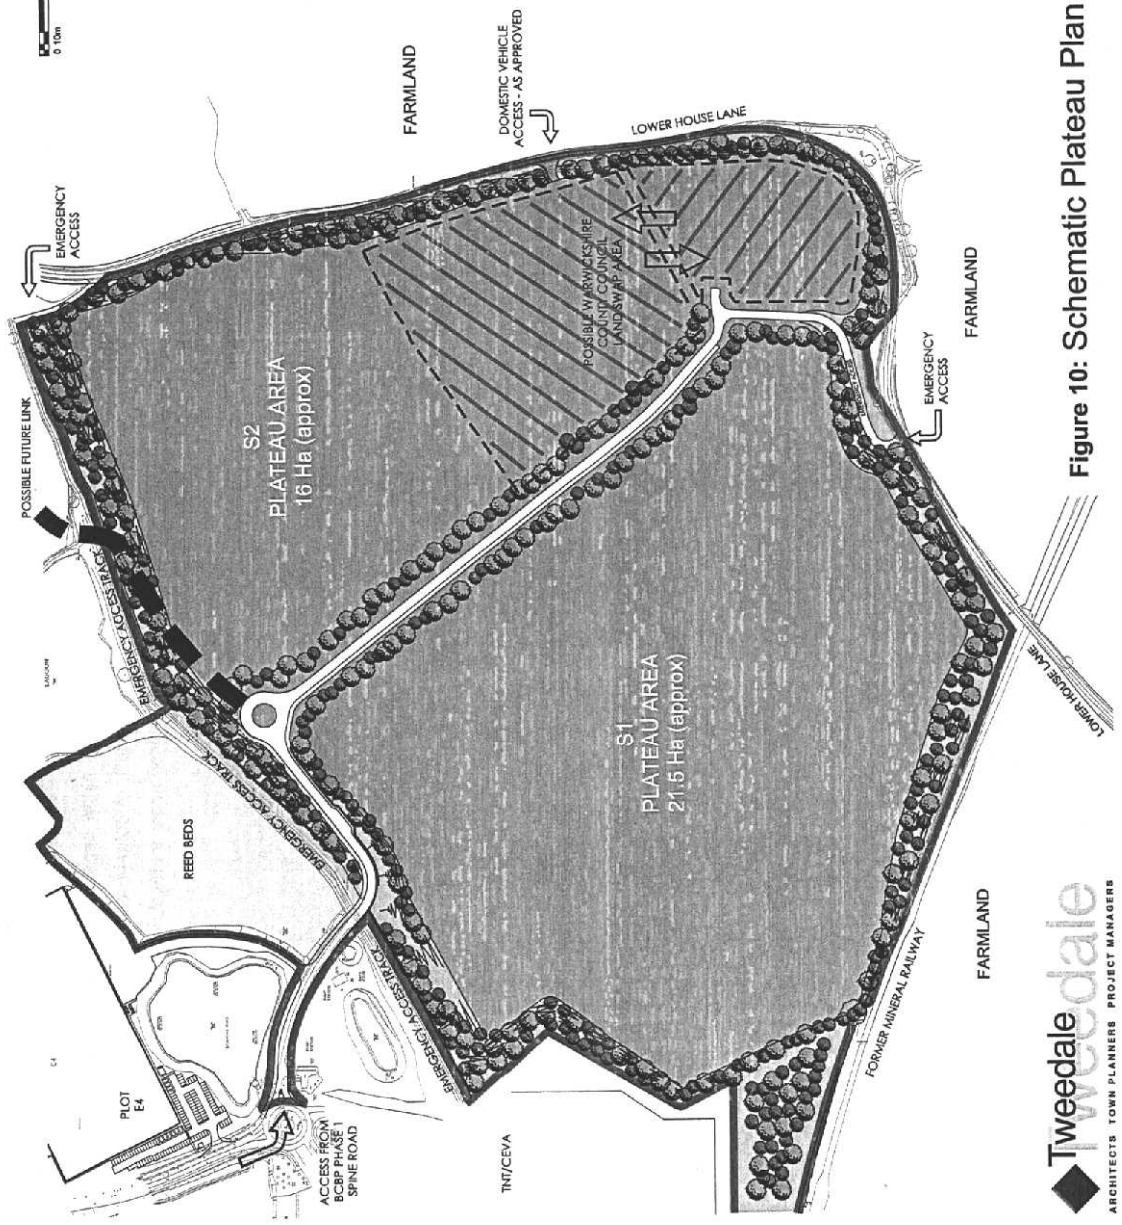 0 10m
FARMLAND
DOMESTIC VEHICLE
ACCESS - AS APPROVED
LOWER HOUSE LANE
EMERGENCY
ACCESS
POSSIBLE FUTURE LINK
EMERGENCY ACCESS TRACK
S2
PLATEAU AREA
16 Ha (approx)
POSSIBLE WARWICKSHIRE
COUNTY COUNCIL
LAND SWAP AREA
FARMLAND
EMERGENCY
ACCESS
REED BEDS
EMERGENCY ACCESS TRACK
S1
PLATEAU AREA
21.5 Ha (approx)
LOWER HOUSE LANE
PLOT
E4
E4
EMERGENCY ACCESS TRACK
ACCESS FROM
BCBP PHASE 1
SPINE ROAD
TNT/CEVA
FORMER MINERAL RAILWAY
FARMLAND
Tweedale
Tweedale
ARCHITECTS TOWN PLANNERS PROJECT MANAGERS
Figure 10: Schematic Plateau Plan